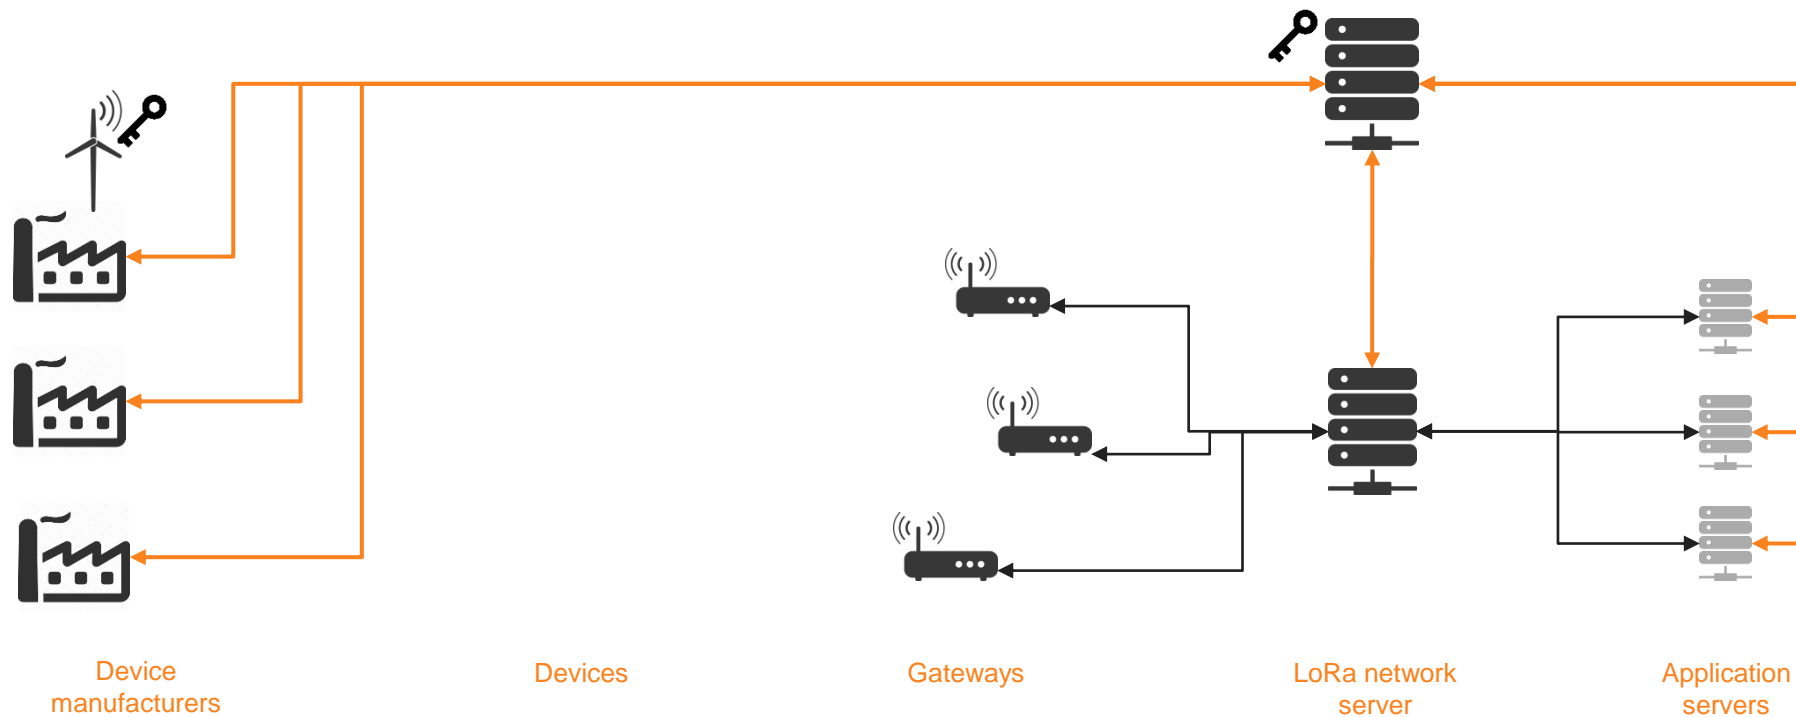 Device
manufacturers
Devices
Gateways
LoRa network
server
Application
servers